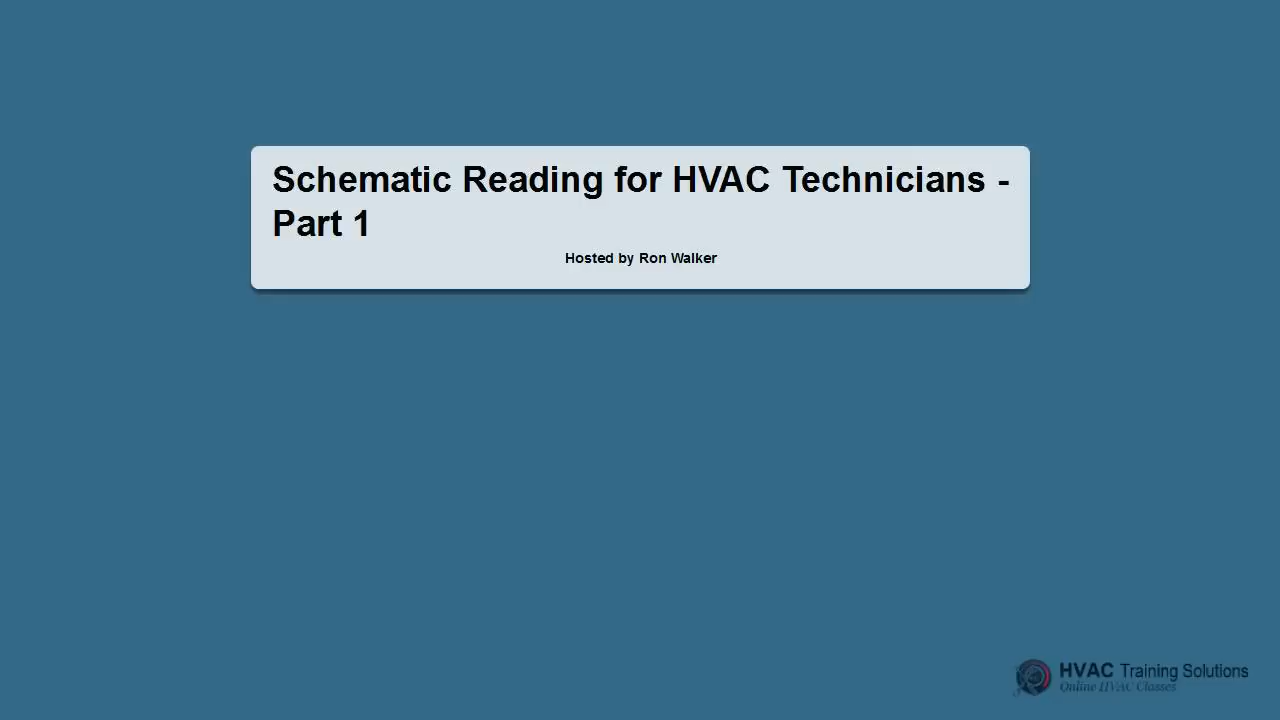 Schematic Reading for HVAC Technicians -
Part 1
Hosted by Ron Walker
HVAC Training Solutions
Online HVAC Classes